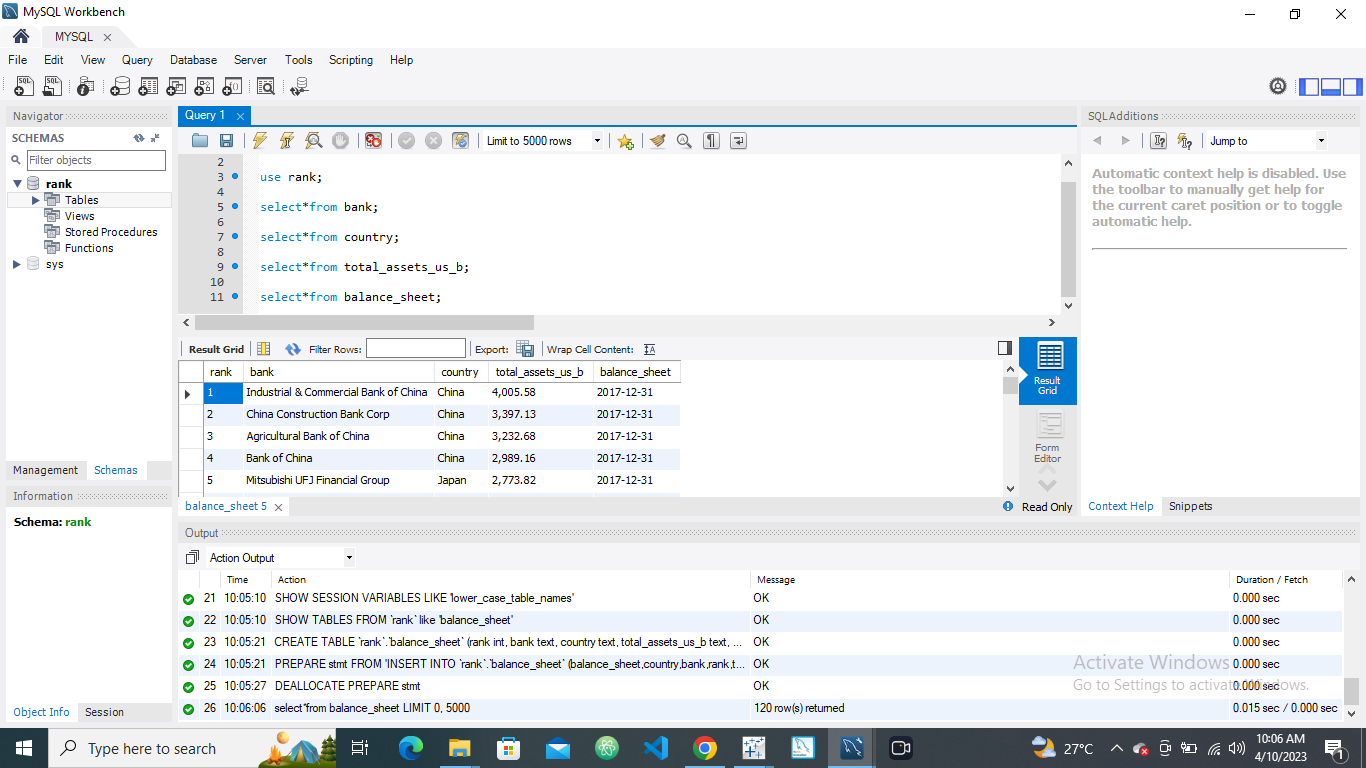 MySQL Workbench
MYSQL
File Edit View Query Database Server Tools Scripting Help
Navigator
SCHEMAS
Filter objects
rank
Tables
Views
Stored Procedures
Functions
sys
Management Schemas
Information
Schema: rank
Object Info Session
Query 1
Limit to 5000 rows
2
3 use rank;
4
5 select*from bank;
6
7 select*from country;
8
9 select*from total_assets_us_b;
10
11 select*from balance_sheet;
Result Grid Filter Rows: Export: Wrap Cell Content:
rank bank country total_assets_us_b balance_sheet
1 Industrial & Commercial Bank of China China 4,005.58 2017-12-31
2 China Construction Bank Corp China 3,397.13 2017-12-31
3 Agricultural Bank of China China 3,232.68 2017-12-31
4 Bank of China China 2,989.16 2017-12-31
5 Mitsubishi UFJ Financial Group Japan 2,773.82 2017-12-31
Result
Grid
Form
Editor
balance_sheet 5
Read Only
SQLAdditions
Jump to
Automatic context help is disabled. Use
the toolbar to manually get help for
the current caret position or to toggle
automatic help.
Context Help Snippets
Output
Action Output
Time Action Message Duration / Fetch
21 10:05:10 SHOW SESSION VARIABLES LIKE 'lower_case_table_names' OK 0.000 sec
22 10:05:10 SHOW TABLES FROM `rank` like 'balance_sheet' OK 0.000 sec
23 10:05:21 CREATE TABLE `rank`.`balance_sheet` (rank int, bank text, country text, total_assets_us_b text, ... OK 0.000 sec
24 10:05:21 PREPARE stmt FROM 'INSERT INTO `rank`.`balance_sheet` (balance_sheet,country,bank,rank,t... OK 0.000 sec
25 10:05:27 DEALLOCATE PREPARE stmt OK 0.000 sec
26 10:06:06 select*from balance_sheet LIMIT 0, 5000 120 row(s) returned 0.015 sec / 0.000 sec
Activate Windows
Go to Settings to activate Windows.
Type here to search
27°C
10:06 AM
4/10/2023
1